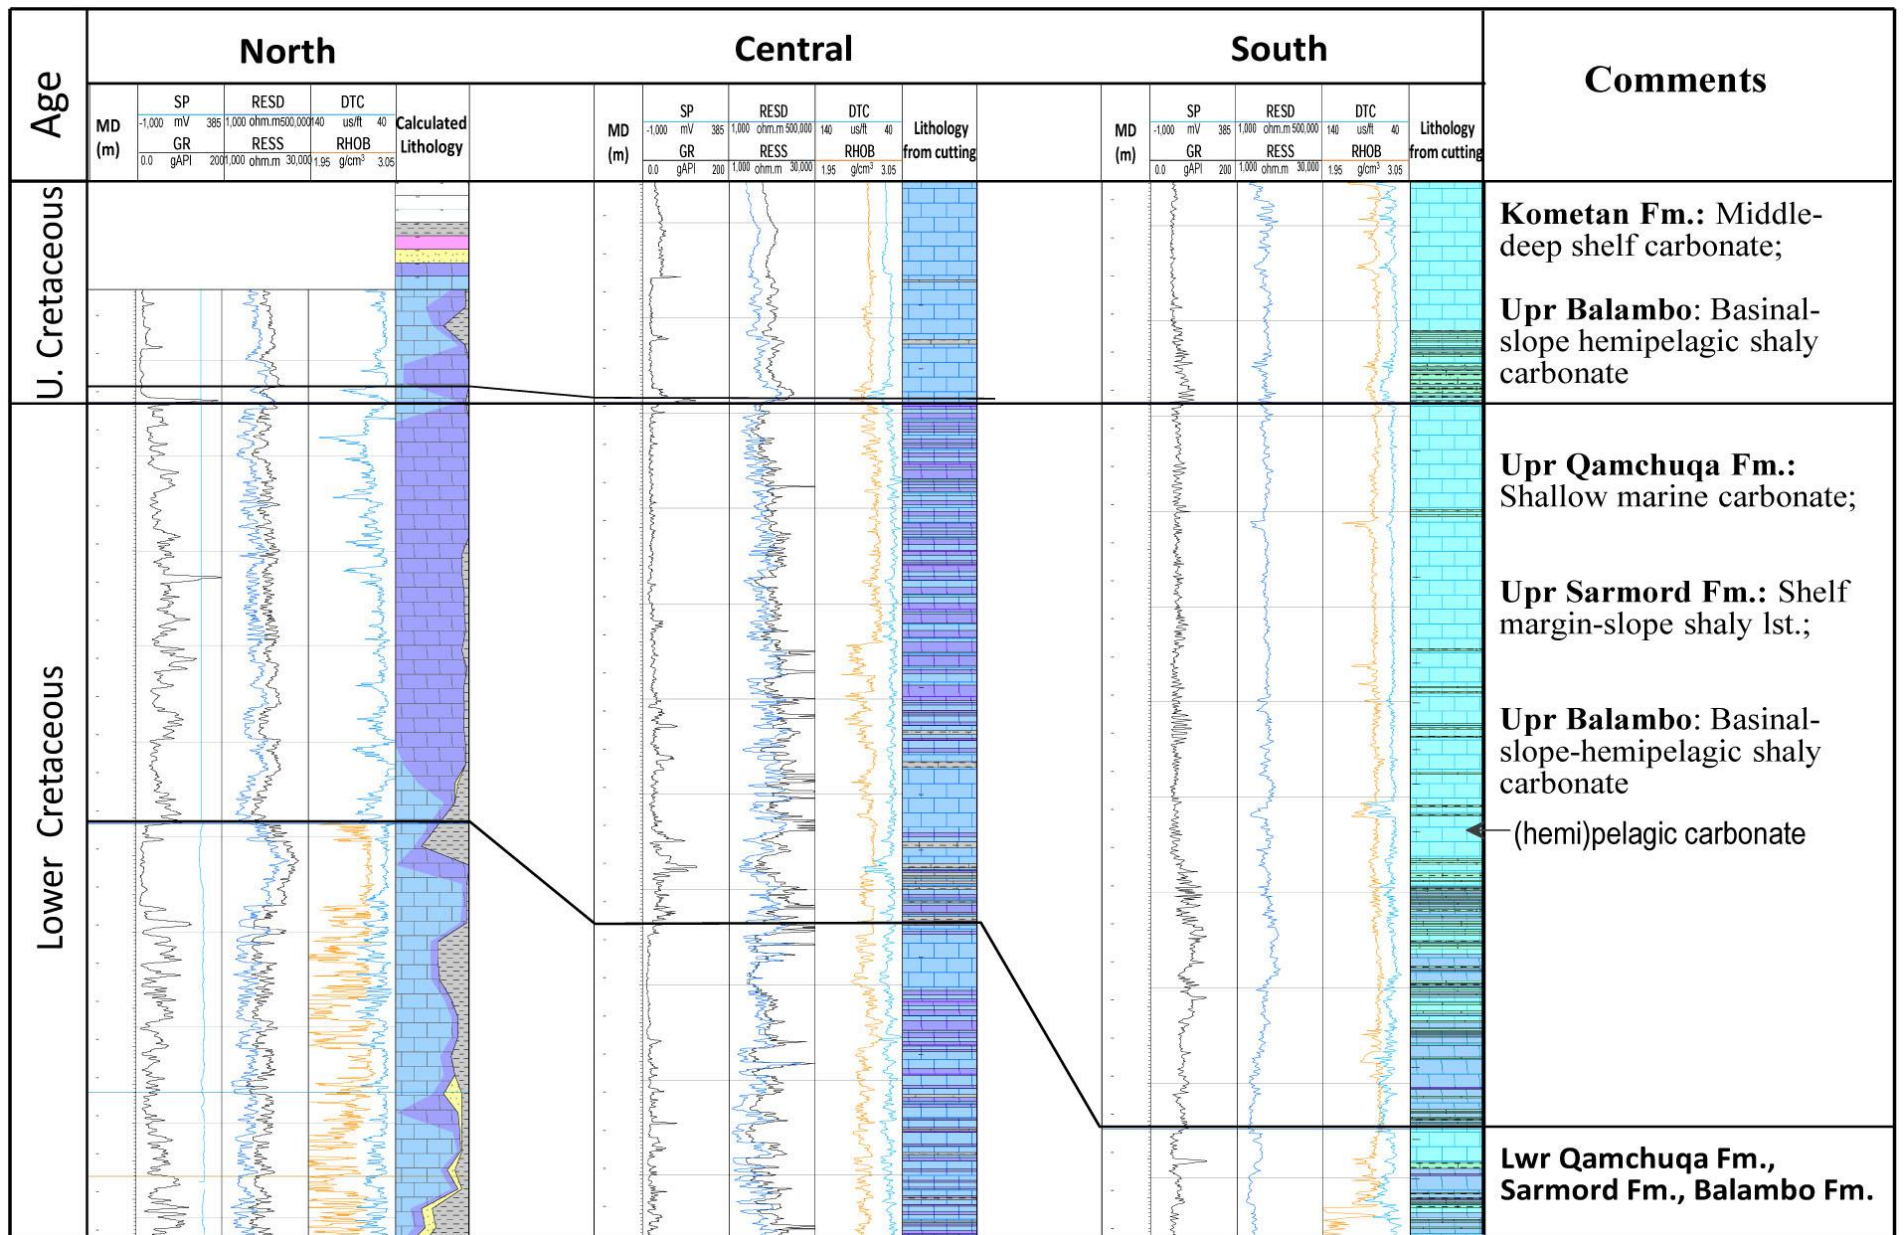 Age
North
Central
South
Comments
MD
(m)
SP
-1,000 mV 385
GR
0.0 gAPI 200
RESD
1,000 ohm.m 500,000
RESS
1,000 ohm.m 30,000
DTC
140 us/ft 40
RHOB
1.95 g/cm³ 3.05
Calculated
Lithology
MD
(m)
SP
-1,000 mV 385
GR
0.0 gAPI 200
RESD
1,000 ohm.m 500,000
RESS
1,000 ohm.m 30,000
DTC
140 us/ft 40
RHOB
1.95 g/cm³ 3.05
Lithology
from cutting
MD
(m)
SP
-1,000 mV 385
GR
0.0 gAPI 200
RESD
1,000 ohm.m 500,000
RESS
1,000 ohm.m 30,000
DTC
140 us/ft 40
RHOB
1.95 g/cm³ 3.05
Lithology
from cutting
U. Cretaceous
Kometan Fm.: Middle-
deep shelf carbonate;
Upr Balambo: Basinal-
slope hemipelagic shaly
carbonate
Lower Cretaceous
Upr Qamchuqa Fm.:
Shallow marine carbonate;
Upr Sarmord Fm.: Shelf
margin-slope shaly lst.;
Upr Balambo: Basinal-
slope-hemipelagic shaly
carbonate
(hemi)pelagic carbonate
Lwr Qamchuqa Fm.,
Sarmord Fm., Balambo Fm.